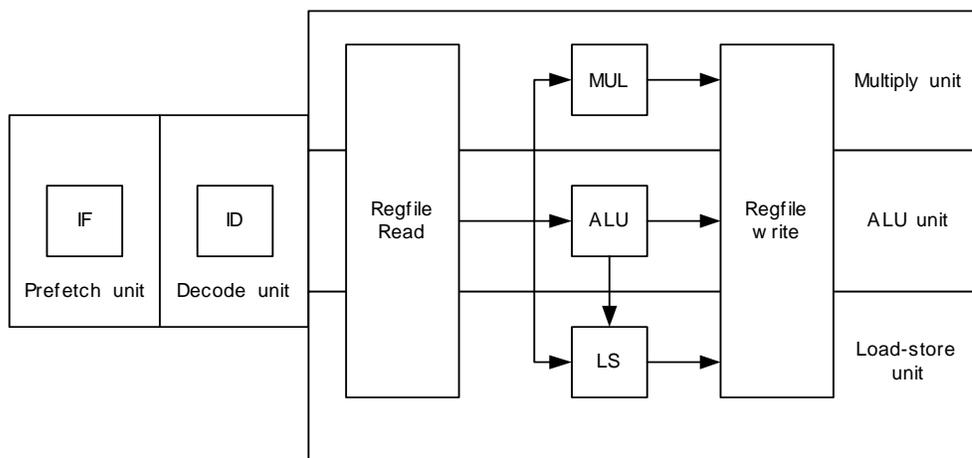 MUL
Multiply unit
IF
ID
Regfile
Read
ALU
Regfile
write
ALU unit
Prefetch unit
Decode unit
LS
Load-store
unit